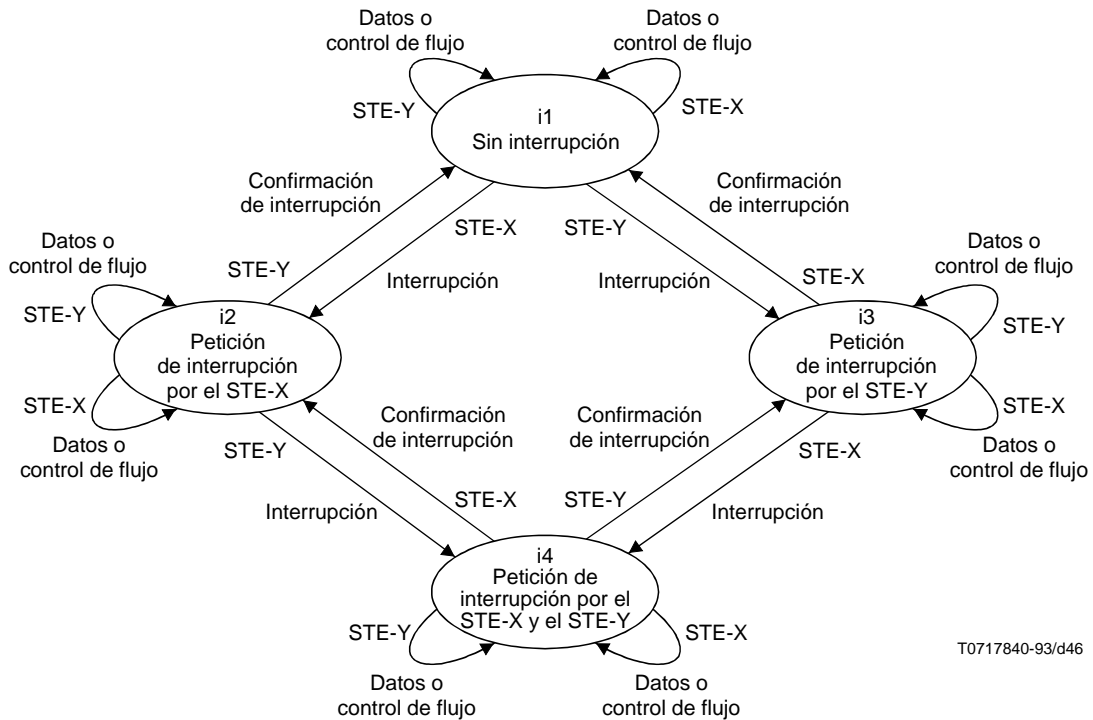 Datos o
control de flujo
Datos o
control de flujo
STE-Y
STE-X
i1
Sin interrupción
Confirmación
de interrupción
Confirmación
de interrupción
STE-X
STE-Y
Datos o
control de flujo
Datos o
control de flujo
STE-Y
Interrupción
Interrupción
STE-X
STE-Y
i2
Petición
de interrupción
por el STE-X
i3
Petición
de interrupción
por el STE-Y
STE-Y
STE-X
STE-X
Datos o
control de flujo
Confirmación
de interrupción
Confirmación
de interrupción
Datos o
control de flujo
STE-Y
STE-X
STE-X
STE-Y
Interrupción
Interrupción
i4
Petición de
interrupción por el
STE-X y el STE-Y
STE-Y
STE-X
Datos o
control de flujo
Datos o
control de flujo
T0717840-93/d46